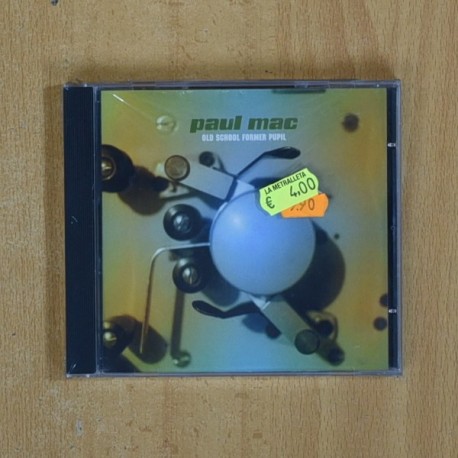 paul mac
OLD SCHOOL FORMER PUPIL
LA METRALLETA
€ 4,00